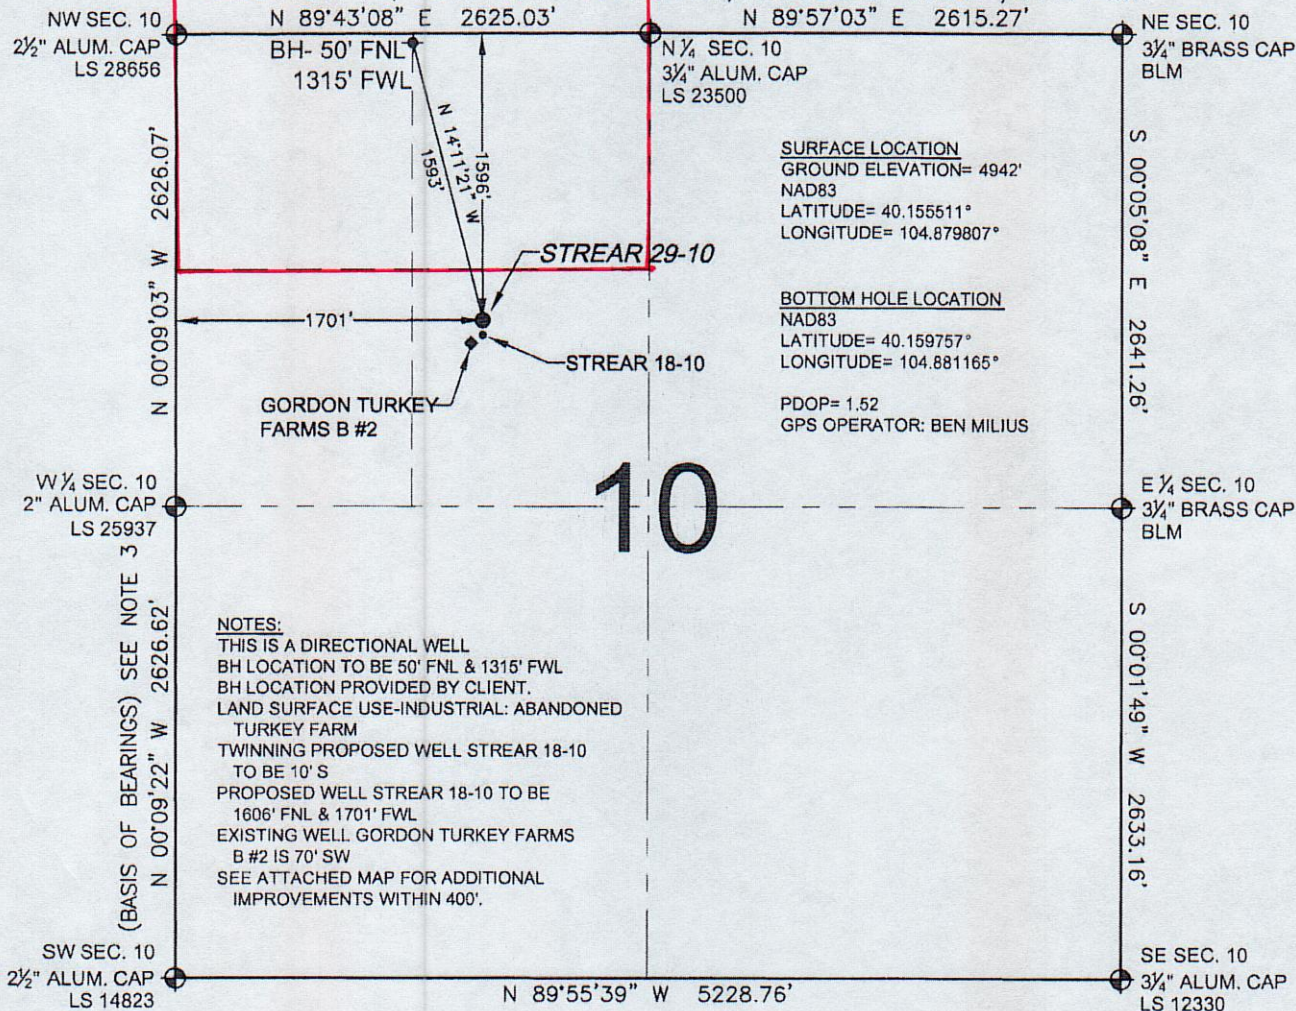 NW SEC. 10
2½" ALUM. CAP
LS 28656
N 89°43'08" E 2625.03'
N 89°57'03" E 2615.27'
NE SEC. 10
3¼" BRASS CAP
BLM
BH- 50' FNL
1315' FWL
N ¼ SEC. 10
3¼" ALUM. CAP
LS 23500
N 14°11'21" W
1593'
1596'
N 00°09'03" W 2626.07'
S 00°05'08" E 2641.26'
SURFACE LOCATION
GROUND ELEVATION= 4942'
NAD83
LATITUDE= 40.155511°
LONGITUDE= 104.879807°
STREAR 29-10
BOTTOM HOLE LOCATION
NAD83
LATITUDE= 40.159757°
LONGITUDE= 104.881165°
1701'
STREAR 18-10
PDOP= 1.52
GPS OPERATOR: BEN MILIUS
GORDON TURKEY
FARMS B #2
W ¼ SEC. 10
2" ALUM. CAP
LS 25937
10
E ¼ SEC. 10
3¼" BRASS CAP
BLM
(BASIS OF BEARINGS) SEE NOTE 3
N 00°09'22" W 2626.62'
S 00°01'49" W 2633.16'
NOTES:
THIS IS A DIRECTIONAL WELL
BH LOCATION TO BE 50' FNL & 1315' FWL
BH LOCATION PROVIDED BY CLIENT.
LAND SURFACE USE-INDUSTRIAL: ABANDONED
TURKEY FARM
TWINNING PROPOSED WELL STREAR 18-10
TO BE 10' S
PROPOSED WELL STREAR 18-10 TO BE
1606' FNL & 1701' FWL
EXISTING WELL GORDON TURKEY FARMS
B #2 IS 70' SW
SEE ATTACHED MAP FOR ADDITIONAL
IMPROVEMENTS WITHIN 400'.
SW SEC. 10
2½" ALUM. CAP
LS 14823
N 89°55'39" W 5228.76'
SE SEC. 10
3¼" ALUM. CAP
LS 12330